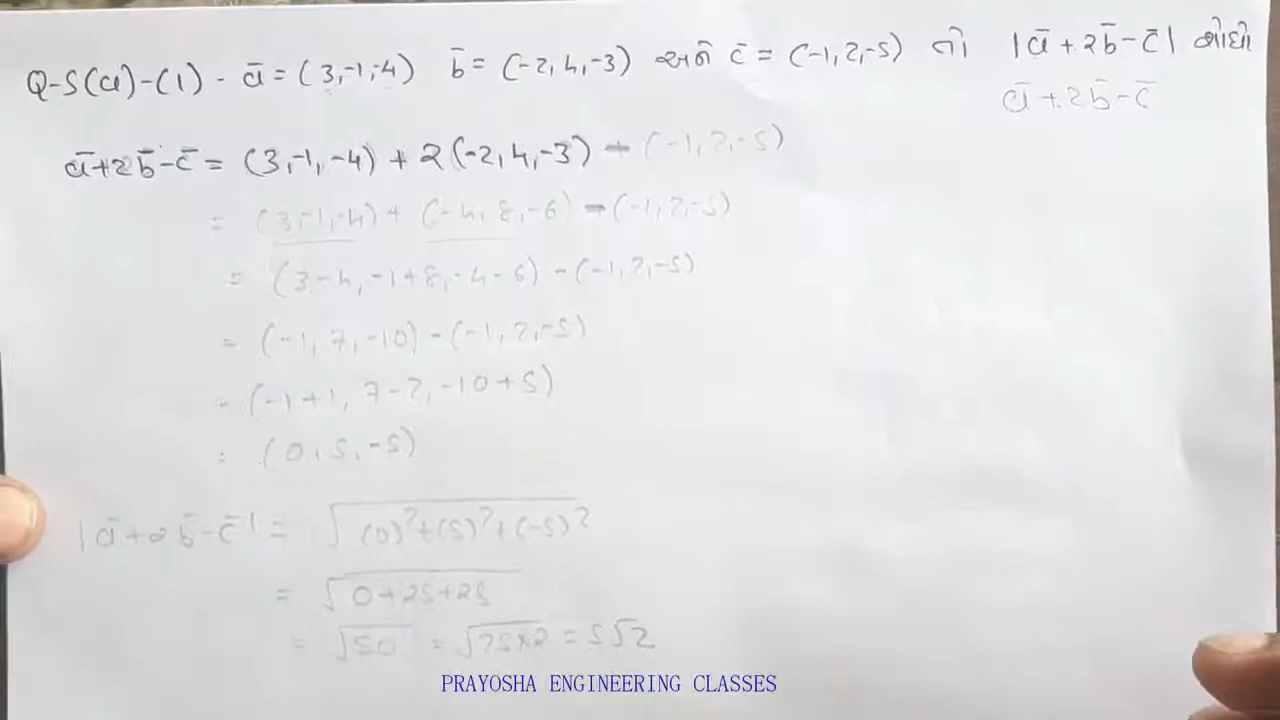 Q-5(a)-(1) - ā = (3,-1,-4) b̄ = (-2,4,-3) અને c̄ = (-1,2,-5) તો |ā + 2b̄ - c̄| શોધો
ā + 2b̄ - c̄
ā+2b̄-c̄ = (3,-1,-4) + 2(-2,4,-3) - (-1,2,-5)
= (3,-1,-4) + (-4,8,-6) - (-1,2,-5)
= (3-4,-1+8,-4-6) - (-1,2,-5)
= (-1,7,-10) - (-1,2,-5)
= (-1+1, 7-2, -10+5)
= (0,5,-5)
|ā+2b̄-c̄| = √(0)²+(5)²+(-5)²
= √0+25+25
= √50 = √25×2 = 5√2
PRAYOSHA ENGINEERING CLASSES